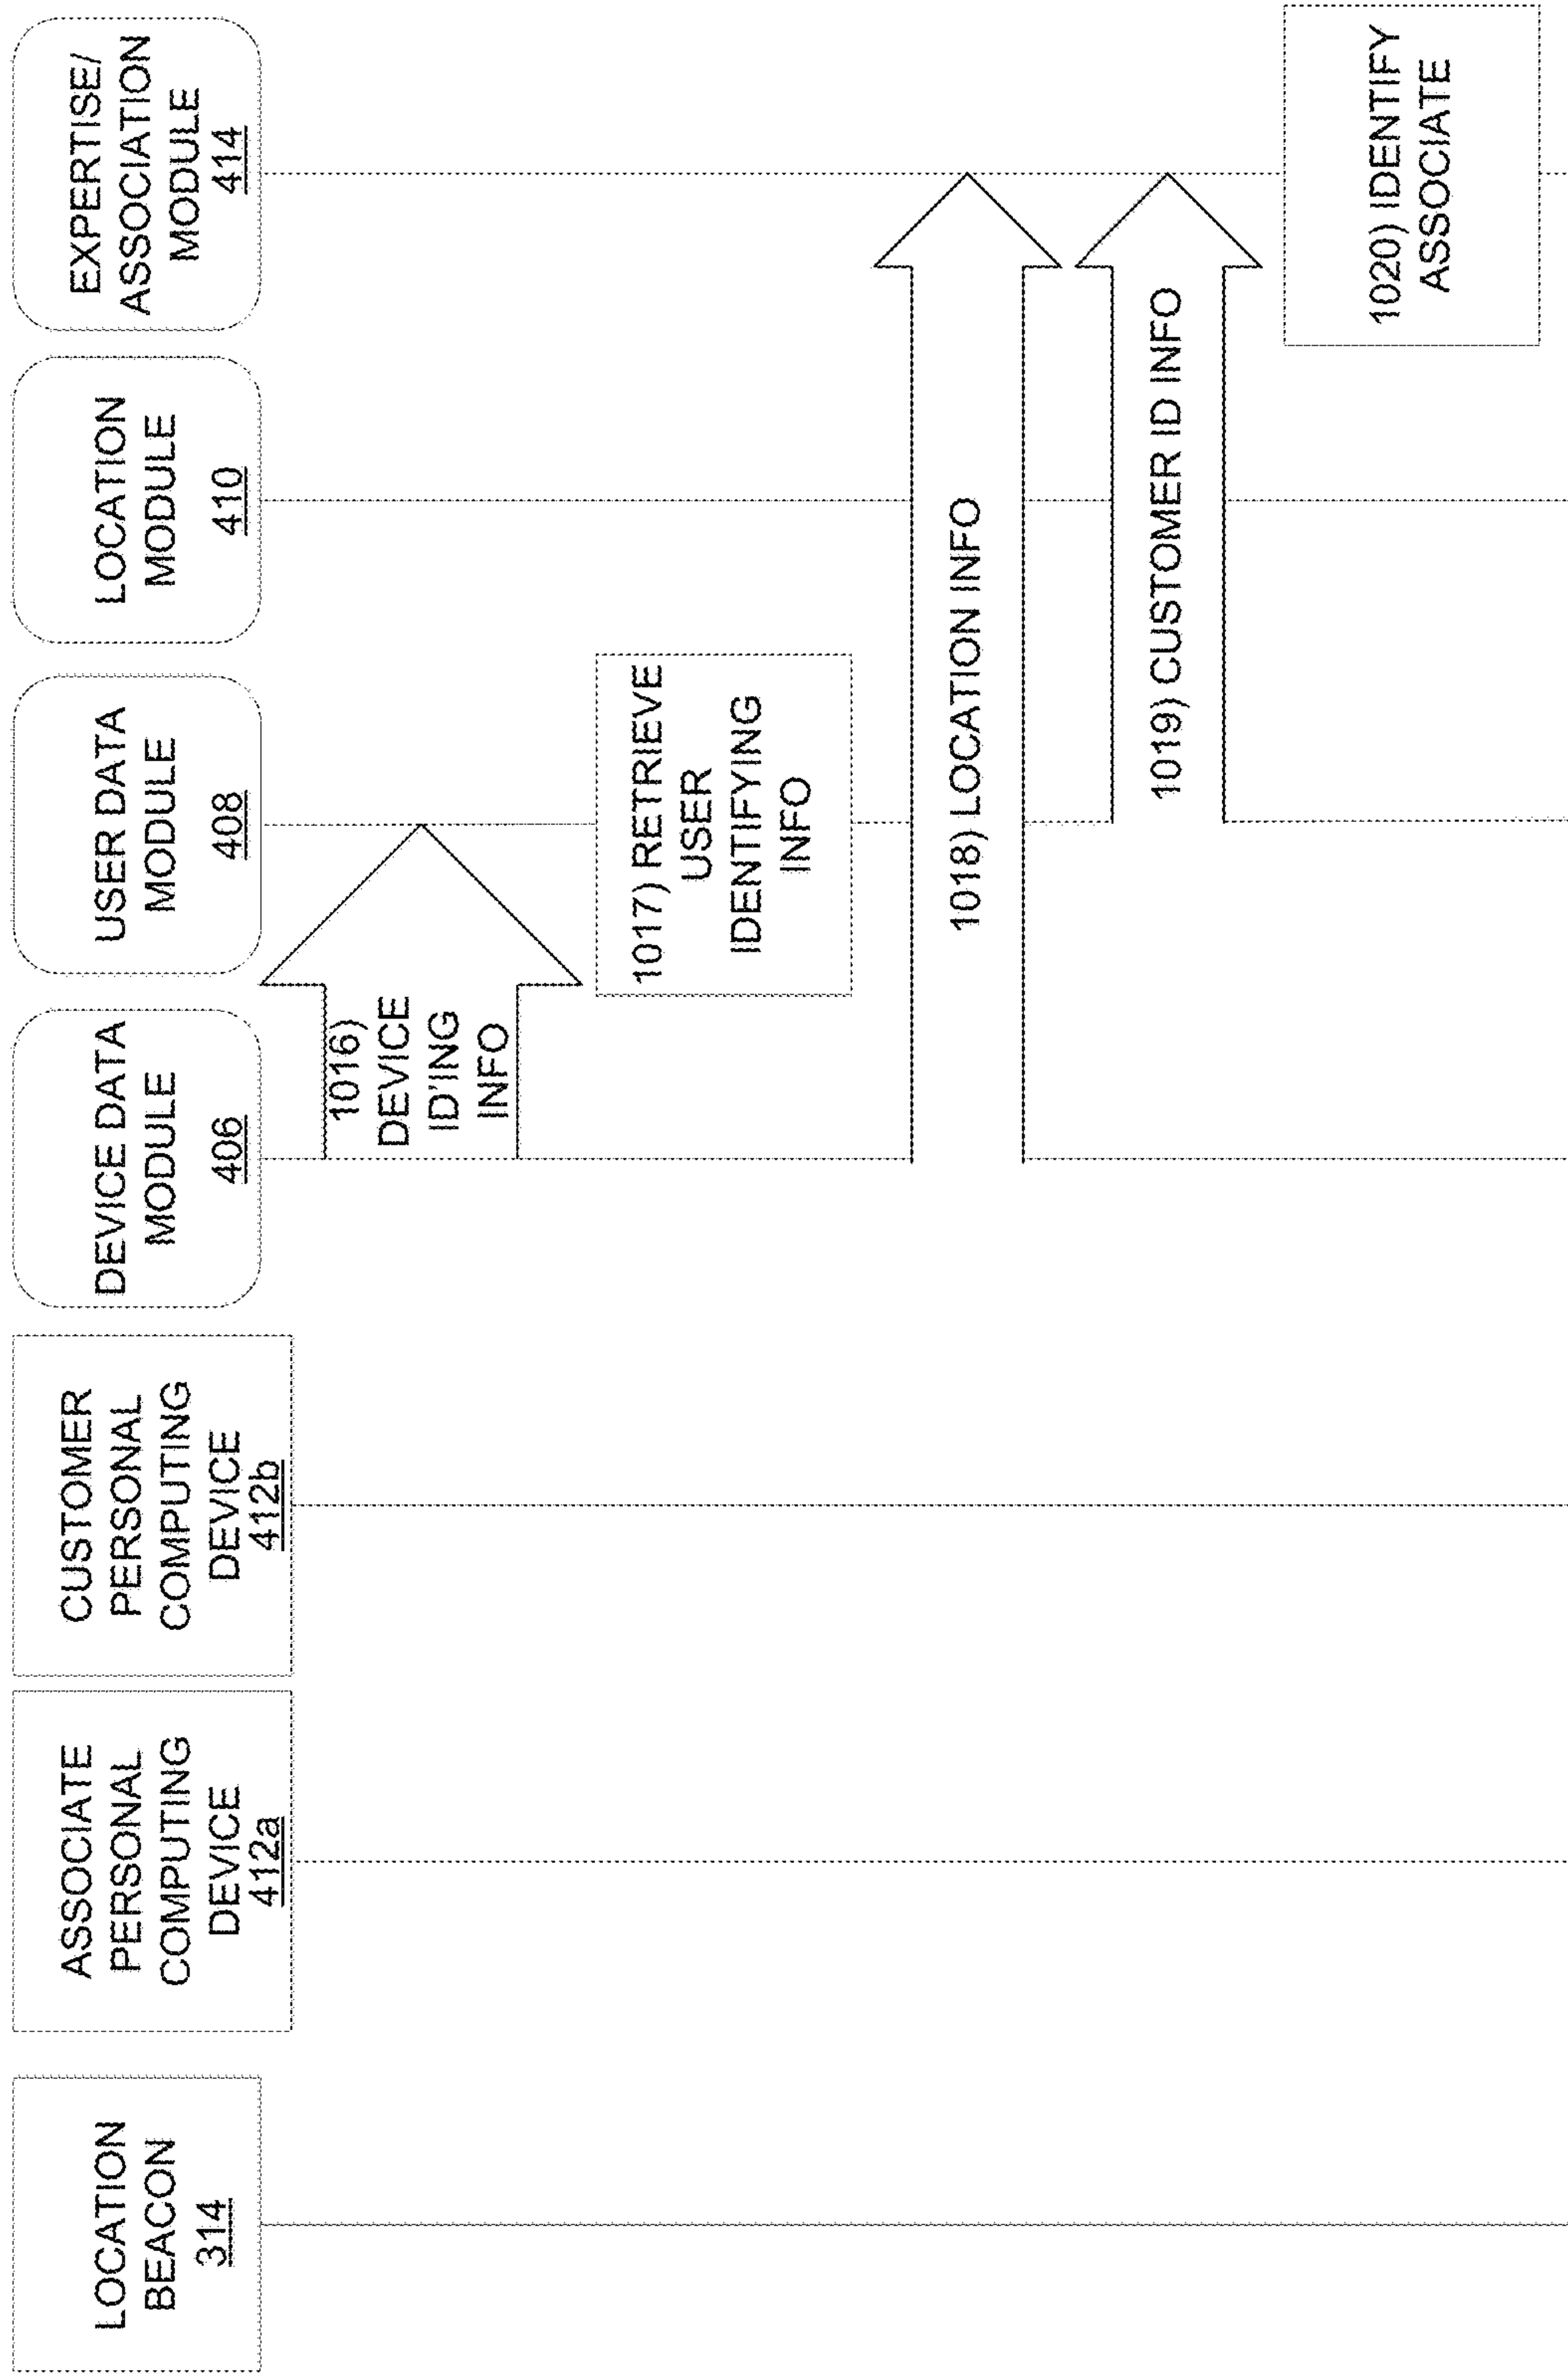 LOCATION
BEACON
314
ASSOCIATE
PERSONAL
COMPUTING
DEVICE
412a
CUSTOMER
PERSONAL
COMPUTING
DEVICE
412b
DEVICE DATA
MODULE
406
USER DATA
MODULE
408
LOCATION
MODULE
410
EXPERTISE/
ASSOCIATION
MODULE
414
1016)
DEVICE
ID'ING
INFO
1017) RETRIEVE
USER
IDENTIFYING
INFO
1018) LOCATION INFO
1019) CUSTOMER ID INFO
1020) IDENTIFY
ASSOCIATE